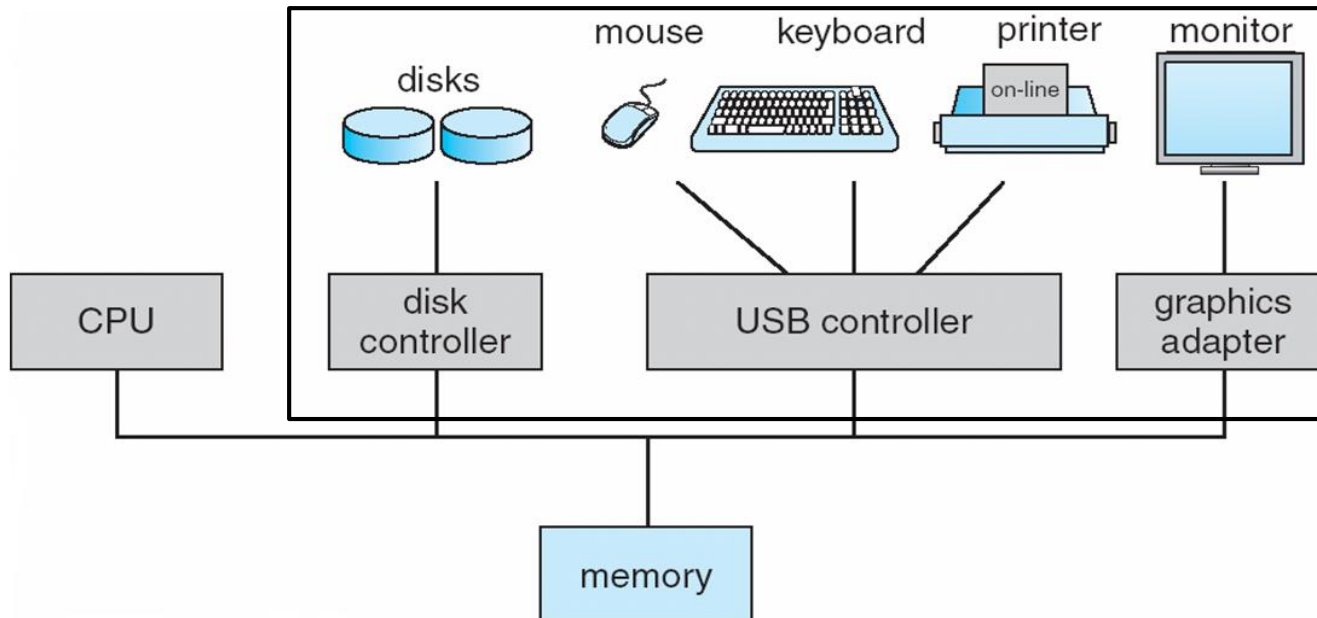 mouse
keyboard
printer
monitor
disks
on-line
CPU
disk
controller
USB controller
graphics
adapter
memory